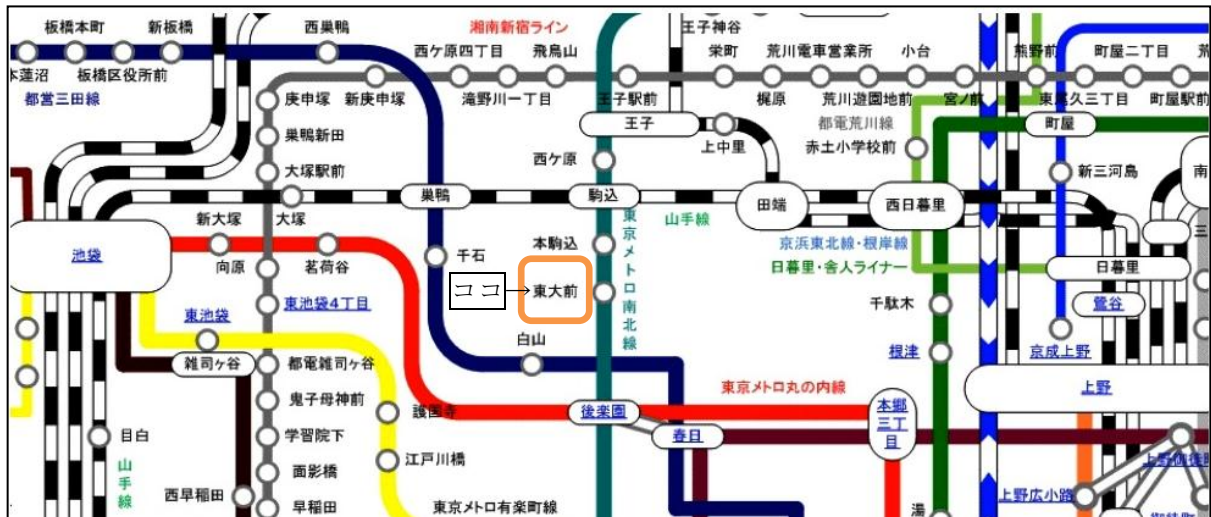 板橋本町
新板橋
西巣鴨
湘南新宿ライン
王子神谷
西ケ原四丁目
飛鳥山
栄町
荒川電車営業所
小台
熊野前
町屋二丁目
本蓮沼
板橋区役所前
都営三田線
庚申塚
新庚申塚
滝野川一丁目
王子駅前
梶原
荒川遊園地前
宮ノ前
東尾久三丁目
町屋駅前
巣鴨新田
王子
上中里
都電荒川線
赤土小学校前
町屋
大塚駅前
西ケ原
新三河島
新大塚
大塚
巣鴨
駒込
山手線
田端
西日暮里
南
池袋
向原
茗荷谷
千石
本駒込
東京メトロ南北線
京浜東北線・根岸線
日暮里・舎人ライナー
日暮里
三
ココ→
東大前
東池袋
東池袋4丁目
千駄木
鶯谷
雑司ヶ谷
都電雑司ヶ谷
白山
根津
京成上野
鬼子母神前
護国寺
後楽園
東京メトロ丸の内線
本郷三丁目
上野
目白
学習院下
春日
山手線
面影橋
江戸川橋
上野御徒町
西早稲田
早稲田
東京メトロ有楽町線
湯
上野広小路